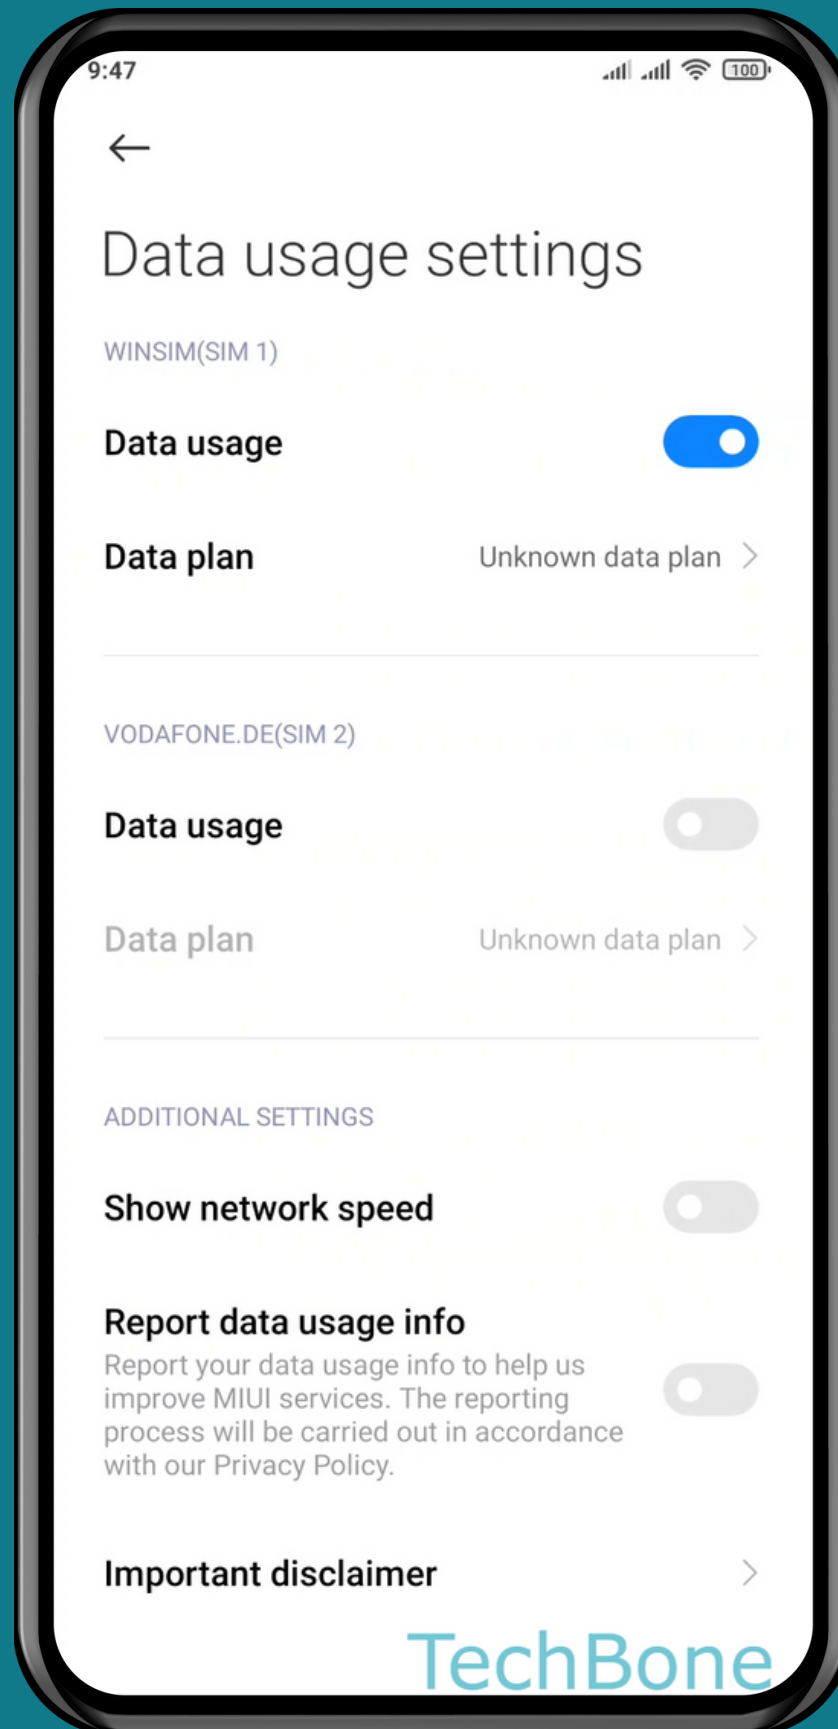 9:47
100
Data usage settings
WINSIM(SIM 1)
Data usage
Data plan
Unknown data plan
VODAFONE.DE(SIM 2)
Data usage
Data plan
Unknown data plan
ADDITIONAL SETTINGS
Show network speed
Report data usage info
Report your data usage info to help us
improve MIUI services. The reporting
process will be carried out in accordance
with our Privacy Policy.
Important disclaimer
TechBone